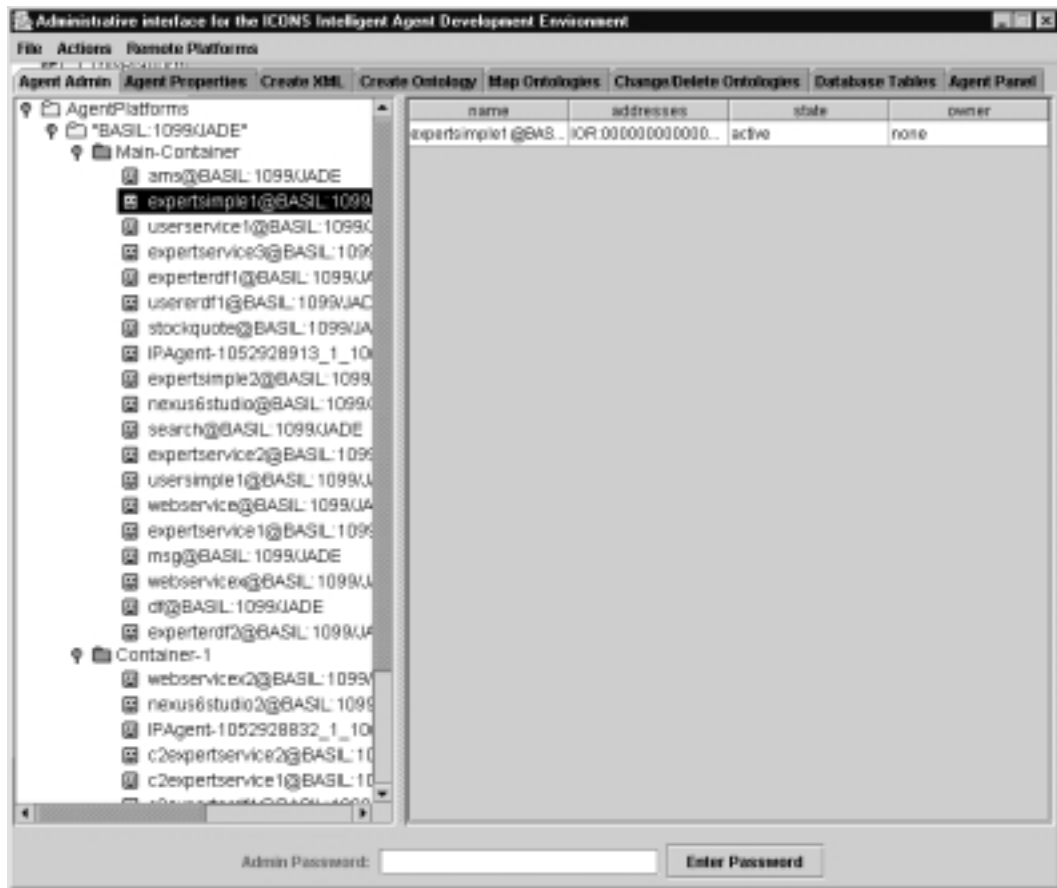 Administrative interface for the ICONS Intelligent Agent Development Environment
File Actions Remote Platforms
Agent Admin Agent Properties Create XML Create Ontology Map Ontologies Change/Delete Ontologies Database Tables Agent Panel
AgentPlatforms
"BASIL:1099/JADE"
Main-Container
ams@BASIL:1099/JADE
expertsimple1@BASIL:1099
userservice1@BASIL:1099/
expertservice3@BASIL:1099
experterdf1@BASIL:1099/JA
usererdf1@BASIL:1099/JAD
stockquote@BASIL:1099/JA
IPAgent-1052928913_1_10
expertsimple2@BASIL:1099
nexus6studio@BASIL:1099/
search@BASIL:1099/JADE
expertservice2@BASIL:1099
usersimple1@BASIL:1099/J
webservice@BASIL:1099/JA
expertservice1@BASIL:1099
msg@BASIL:1099/JADE
webservicex@BASIL:1099/J
df@BASIL:1099/JADE
experterdf2@BASIL:1099/JA
Container-1
webservicex2@BASIL:1099/
nexus6studio2@BASIL:1099
IPAgent-1052928832_1_10
c2expertservice2@BASIL:10
c2expertservice1@BASIL:10
name addresses state owner
expertsimple1@BAS... IOR:000000000000... active none
Admin Password: Enter Password